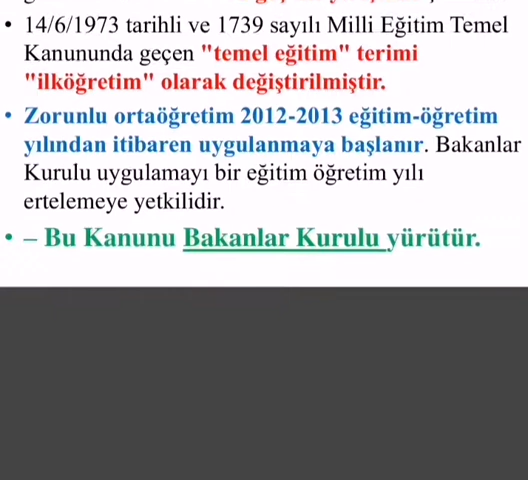 • 14/6/1973 tarihli ve 1739 sayılı Milli Eğitim Temel
Kanununda geçen "temel eğitim" terimi
"ilköğretim" olarak değiştirilmiştir.
• Zorunlu ortaöğretim 2012-2013 eğitim-öğretim
yılından itibaren uygulanmaya başlanır. Bakanlar
Kurulu uygulamayı bir eğitim öğretim yılı
ertelemeye yetkilidir.
• – Bu Kanunu Bakanlar Kurulu yürütür.